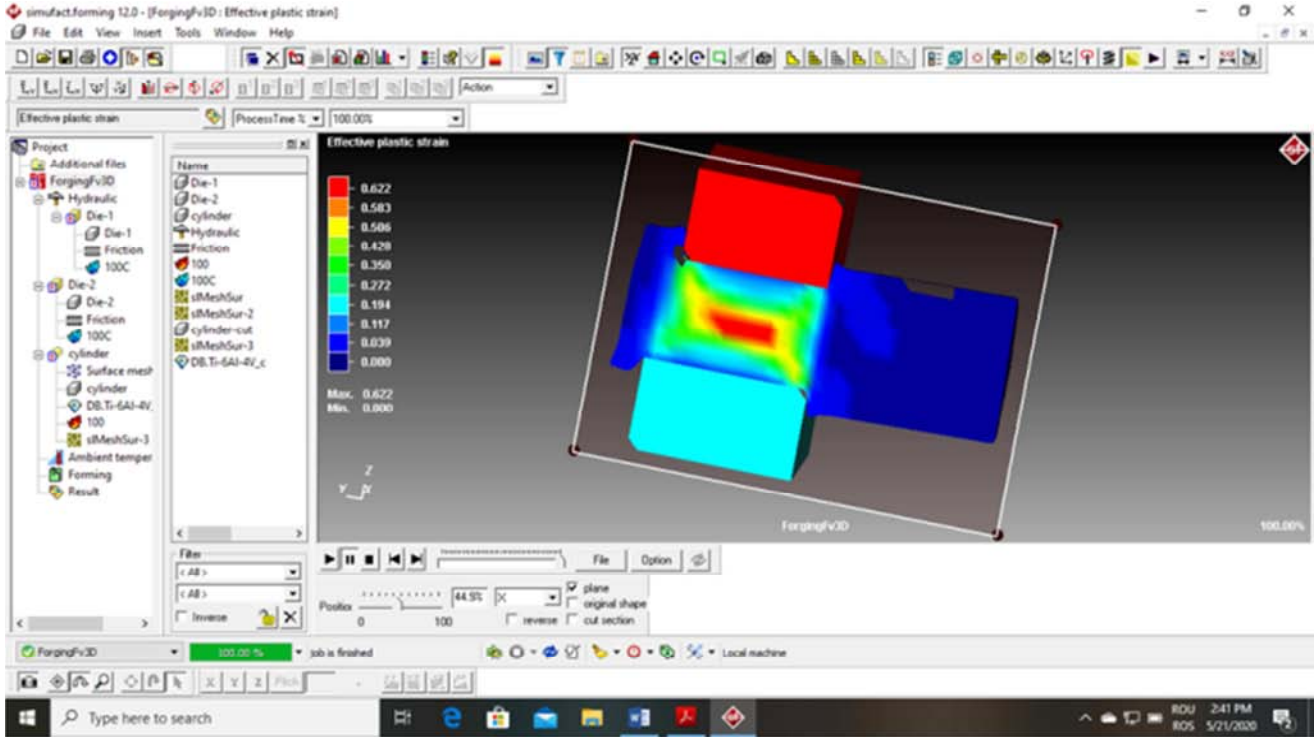 simufact.forming 12.0 - [ForgingFv3D : Effective plastic strain]
File Edit View Insert Tools Window Help
Action
Effective plastic strain
ProcessTime % 100.00%
Project
Additional files
ForgingFv3D
Hydraulic
Die-1
Die-1
Friction
100C
Die-2
Die-2
Friction
100C
cylinder
Surface mesh
cylinder
DB.Ti-6Al-4V_
100
slMeshSur-3
Ambient temper
Forming
Result
Name
Die-1
Die-2
cylinder
Hydraulic
Friction
100
100C
slMeshSur
slMeshSur-2
cylinder-cut
slMeshSur-3
DB.Ti-6Al-4V_c
Filter
< All >
< All >
Inverse
Effective plastic strain
0.622
0.583
0.506
0.428
0.350
0.272
0.194
0.117
0.039
0.000
Max. 0.622
Min. 0.000
Z
Y X
ForgingFv3D
100.00%
File Option
Position 0 100 44.9% X
plane
original shape
reverse cut section
ForgingFv3D 100.00 % job is finished Local machine
X Y Z Pitch
Type here to search
ROU 2:41 PM
ROS 5/21/2020